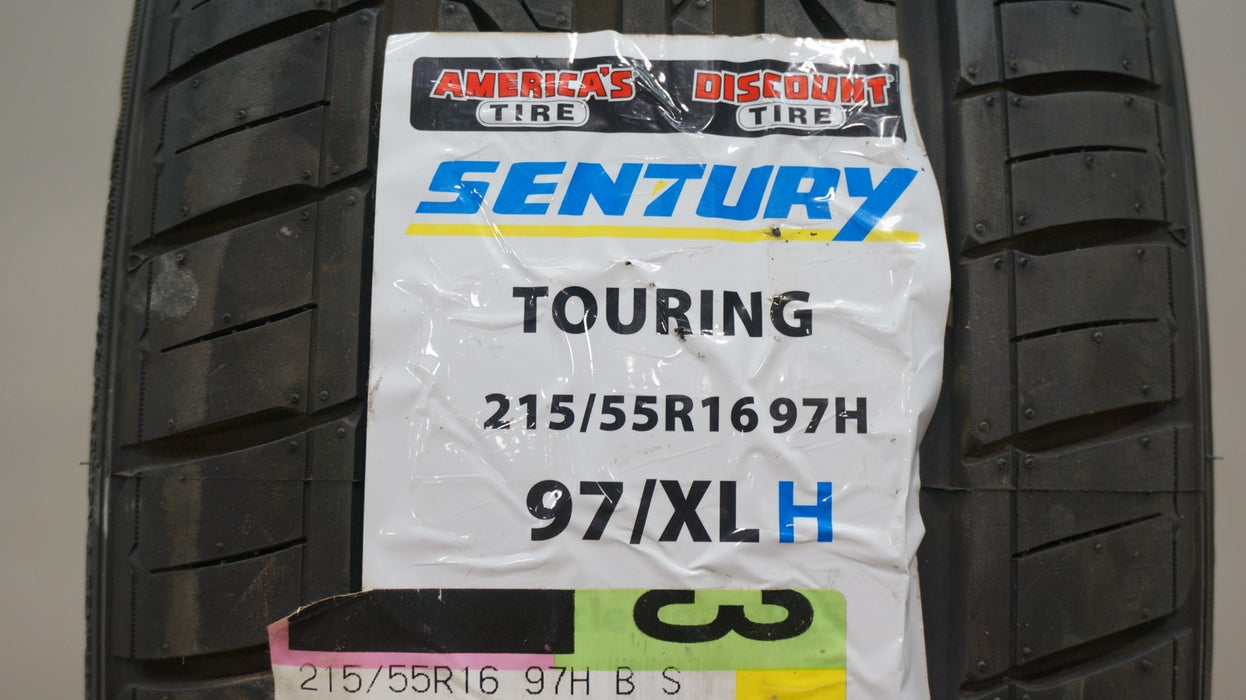 AMERICA'S TIRE DISCOUNT TIRE
SENTURY
TOURING
215/55R16 97H
97/XL H
3
215/55R16 97H B S